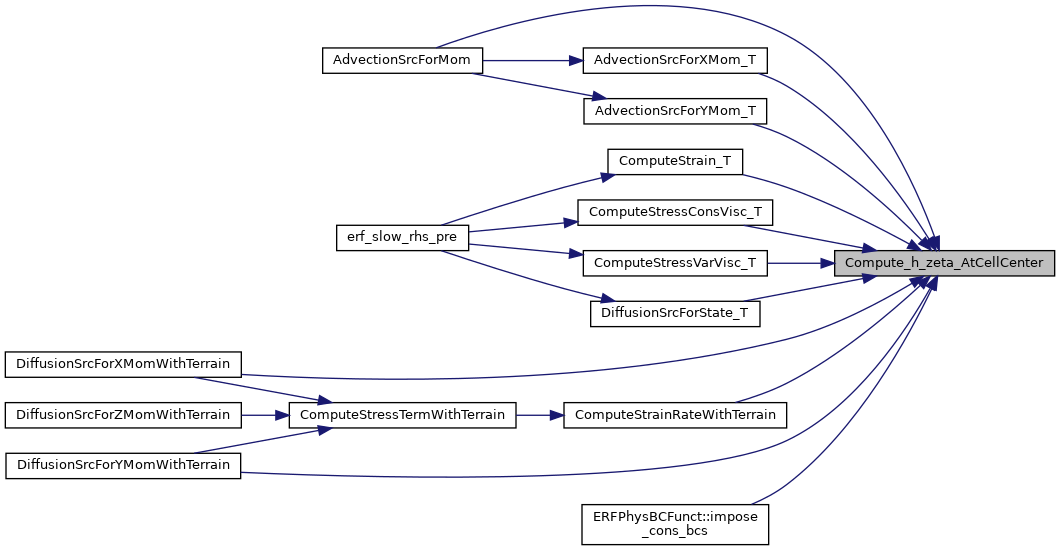 AdvectionSrcForMom
AdvectionSrcForXMom_T
AdvectionSrcForYMom_T
ComputeStrain_T
ComputeStressConsVisc_T
erf_slow_rhs_pre
ComputeStressVarVisc_T
Compute_h_zeta_AtCellCenter
DiffusionSrcForState_T
DiffusionSrcForXMomWithTerrain
DiffusionSrcForZMomWithTerrain
ComputeStressTermWithTerrain
ComputeStrainRateWithTerrain
DiffusionSrcForYMomWithTerrain
ERFPhysBCFunct::impose
_cons_bcs